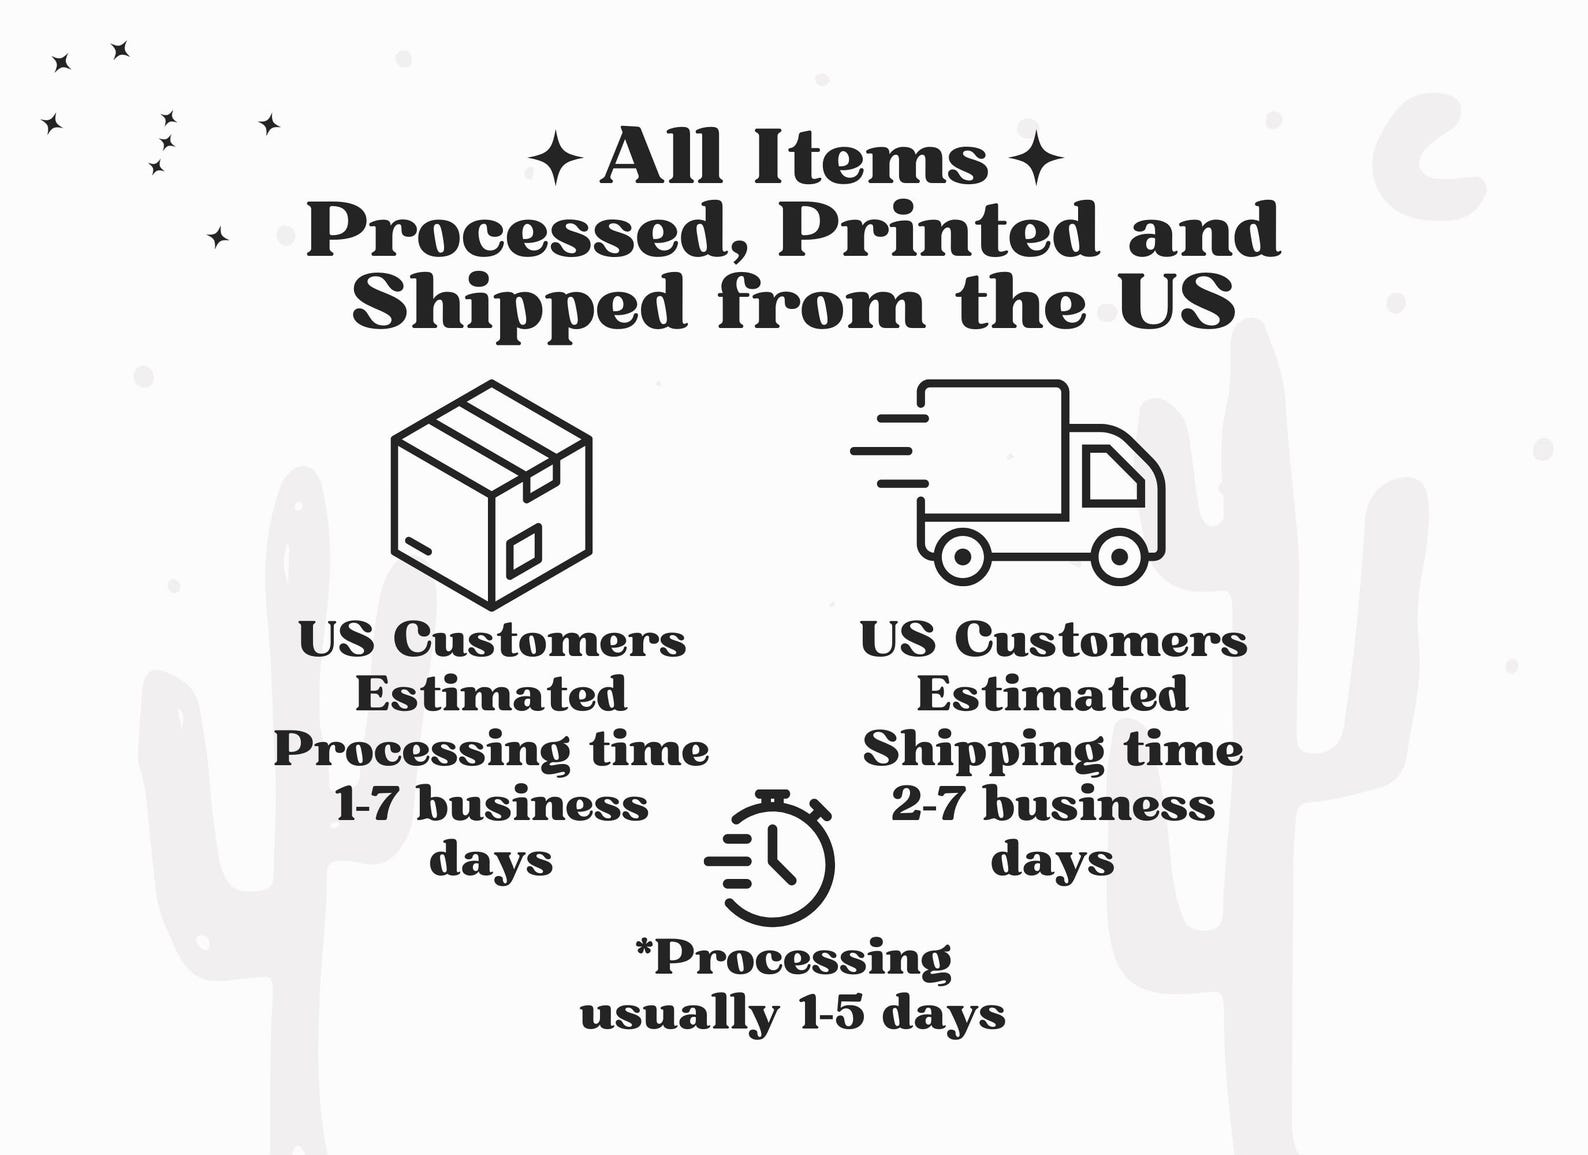 All Items
Processed, Printed and
Shipped from the US
US Customers
Estimated
Processing time
1-7 business
days
US Customers
Estimated
Shipping time
2-7 business
days
*Processing
usually 1-5 days